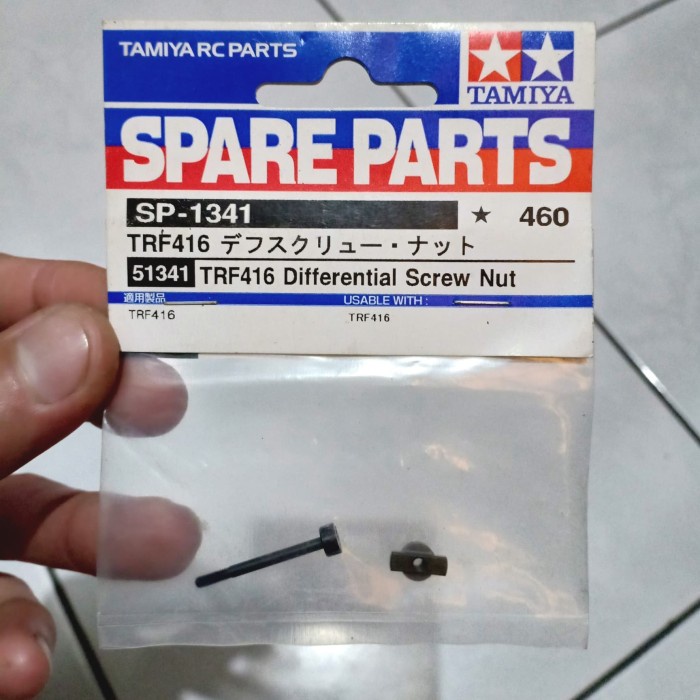 TAMIYA RC PARTS
TAMIYA
SPARE PARTS
SP-1341 ★ 460
TRF416 デフスクリュー・ナット
51341 TRF416 Differential Screw Nut
適用製品 USABLE WITH :
TRF416 TRF416